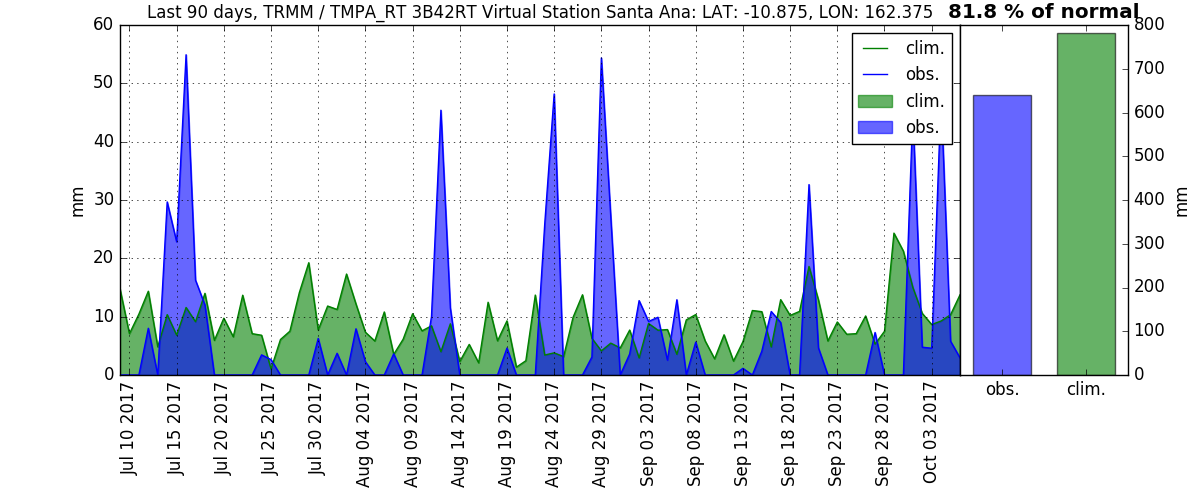 Last 90 days, TRMM / TMPA_RT 3B42RT Virtual Station Santa Ana: LAT: -10.875, LON: 162.375 81.8 % of normal
60
50
40
30
20
10
0
mm
clim.
obs.
clim.
obs.
800
700
600
500
400
300
200
100
0
mm
Jul 10 2017
Jul 15 2017
Jul 20 2017
Jul 25 2017
Jul 30 2017
Aug 04 2017
Aug 09 2017
Aug 14 2017
Aug 19 2017
Aug 24 2017
Aug 29 2017
Sep 03 2017
Sep 08 2017
Sep 13 2017
Sep 18 2017
Sep 23 2017
Sep 28 2017
Oct 03 2017
obs. clim.